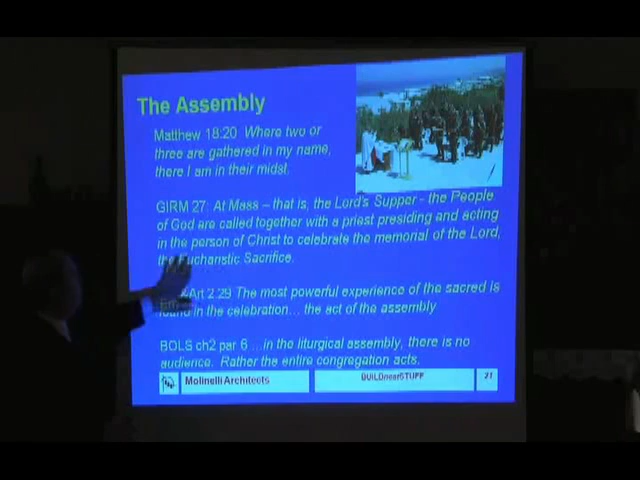 The Assembly
Matthew 18:20 Where two or
three are gathered in my name,
there I am in their midst.
GIRM 27: At Mass – that is, the Lord's Supper - the People
of God are called together with a priest presiding and acting
in the person of Christ to celebrate the memorial of the Lord,
the Eucharistic Sacrifice.
Art 2.29 The most powerful experience of the sacred is
found in the celebration… the act of the assembly
BOLS ch2 par 6 …in the liturgical assembly, there is no
audience. Rather the entire congregation acts.
Molinelli Architects
BUILDnearSTUFF
21